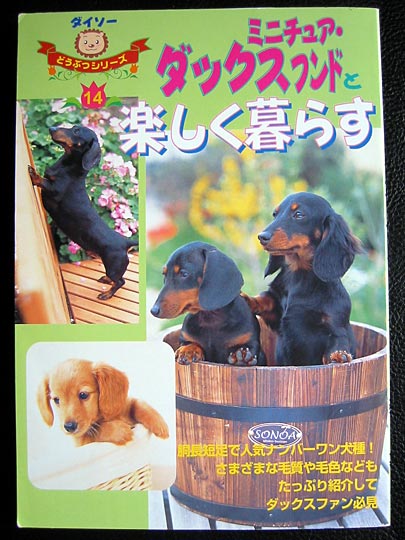 ダイソー
どうぶつシリーズ
14
ミニチュア・
ダックスフンドと
楽しく暮らす
SONOA
胴長短足で人気ナンバーワン犬種！
さまざまな毛質や毛色なども
たっぷり紹介して
ダックスファン必見